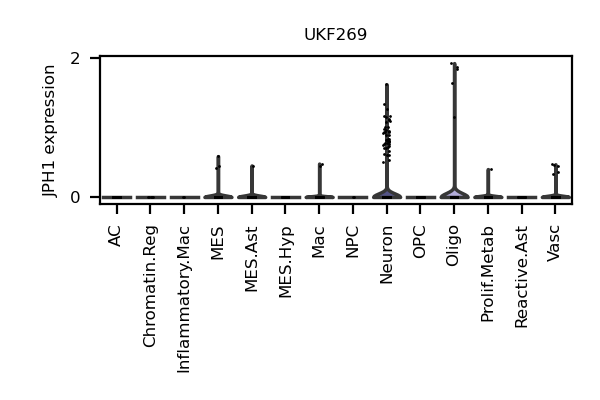 UKF269
JPH1 expression
2
0
AC
Chromatin.Reg
Inflammatory.Mac
MES
MES.Ast
MES.Hyp
Mac
NPC
Neuron
OPC
Oligo
Prolif.Metab
Reactive.Ast
Vasc